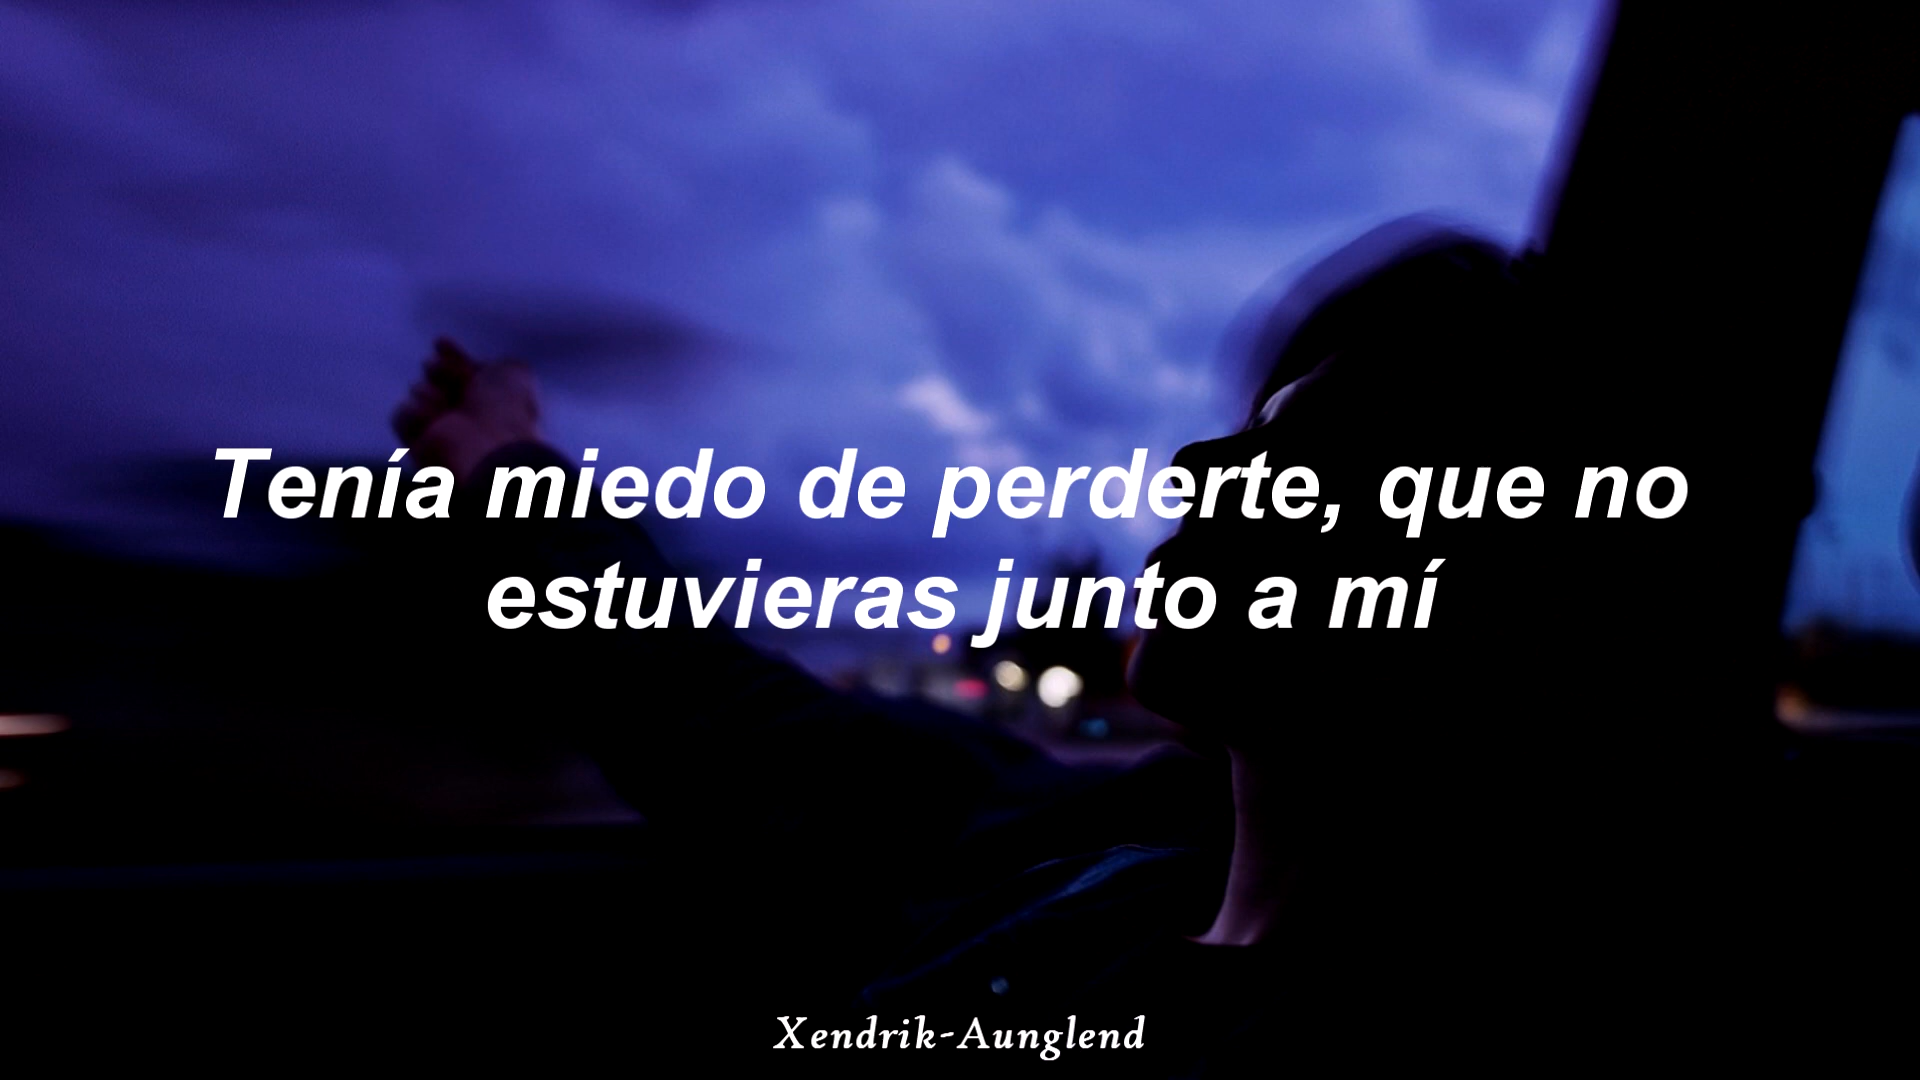 Tenía miedo de perderte, que no
estuvieras junto a mí
Xendrik-Aunglend